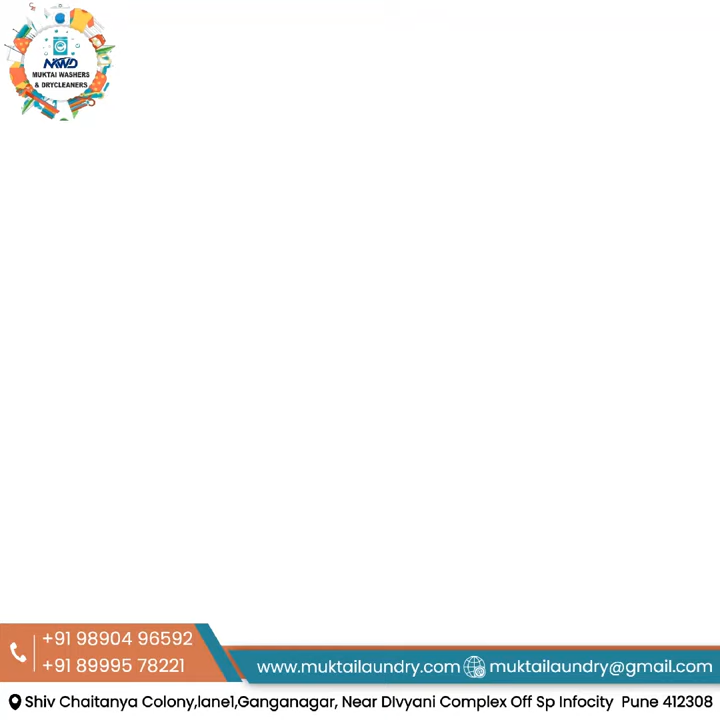 MWD
MUKTAI WASHERS
& DRYCLEANERS
+91 98904 96592
+91 89995 78221
www.muktailaundry.com
muktailaundry@gmail.com
Shiv Chaitanya Colony,lane1,Ganganagar, Near Divyani Complex Off Sp Infocity Pune 412308